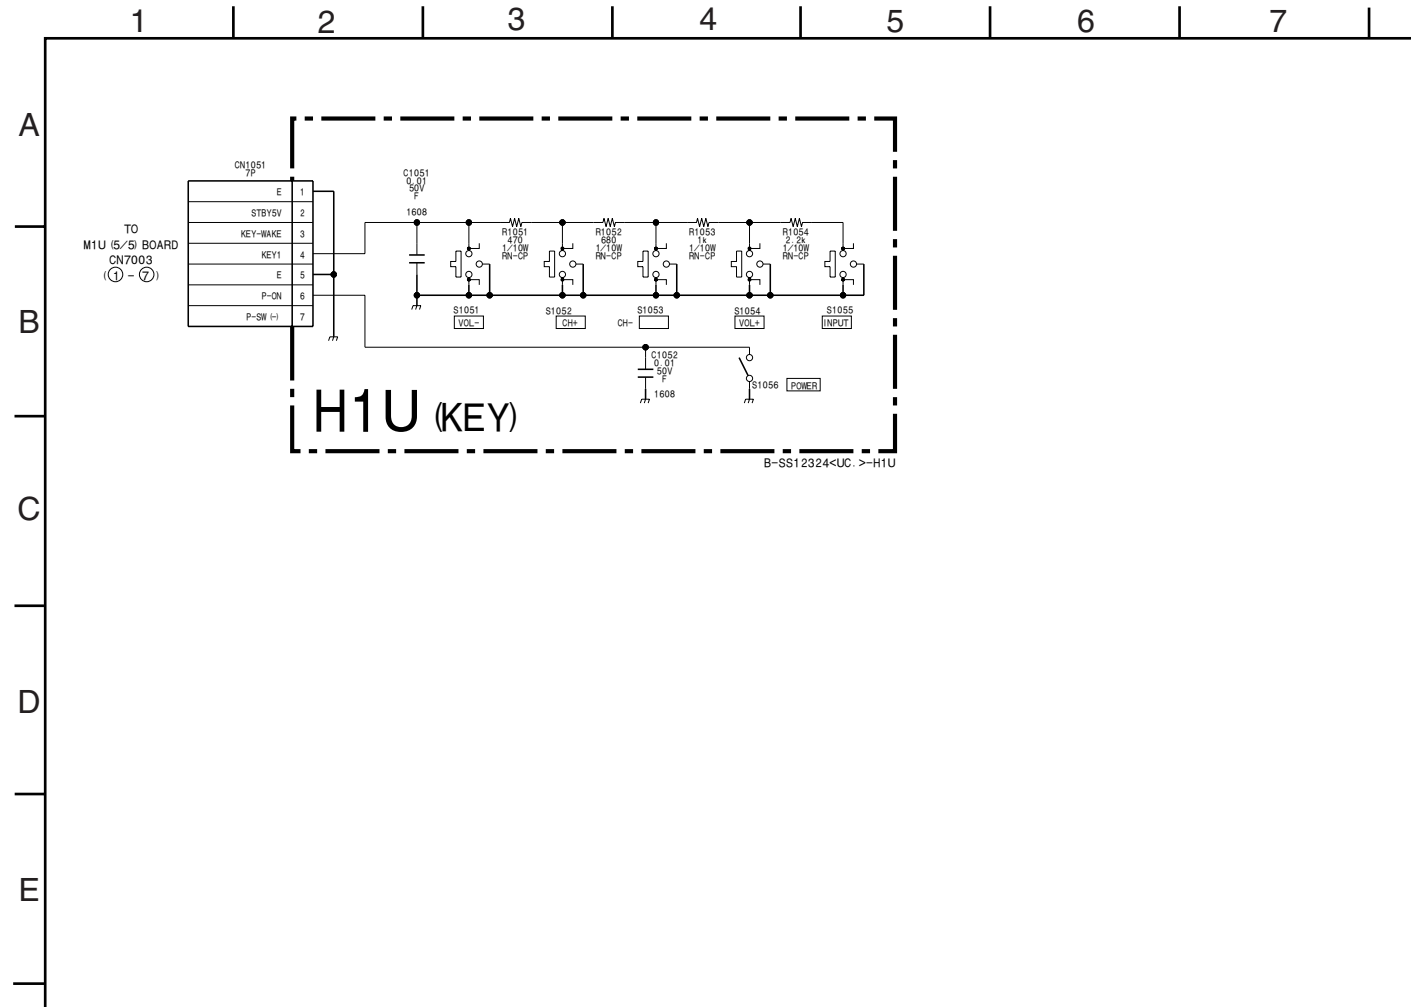 1 2 3 4 5 6 7
A
B
C
D
E
CN1051
7P
E 1
STBY5V 2
KEY-WAKE 3
KEY1 4
E 5
P-ON 6
P-SW (-) 7
TO
M1U (5/5) BOARD
CN7003
(① - ⑦)
C1051
0.01
50V
F
1608
R1051
470
1/10W
RN-CP
R1052
680
1/10W
RN-CP
R1053
1k
1/10W
RN-CP
R1054
2.2k
1/10W
RN-CP
S1051
VOL-
S1052
CH+
S1053
CH-
S1054
VOL+
S1055
INPUT
C1052
0.01
50V
F
1608
S1056 POWER
H1U (KEY)
B-SS12324<UC.>-H1U